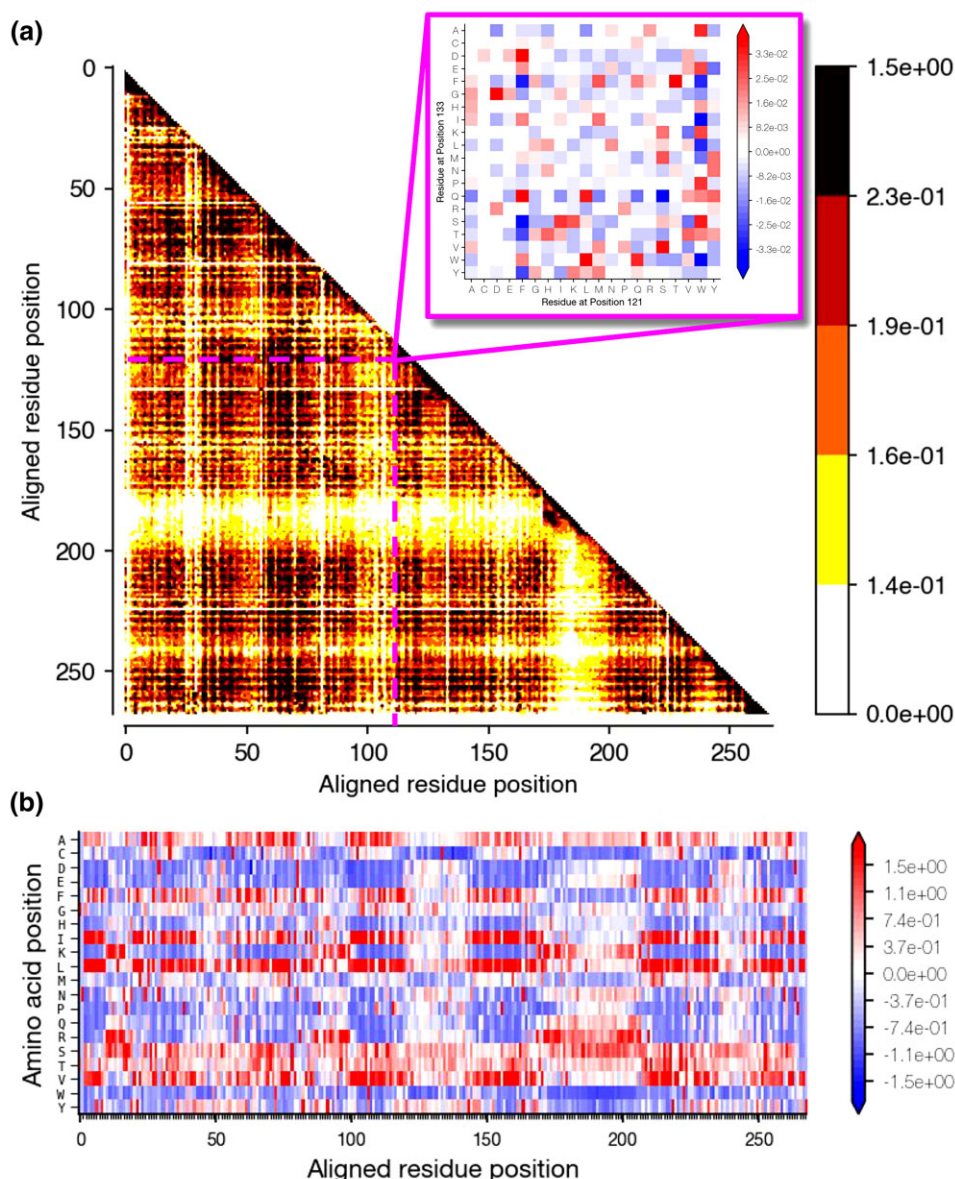 (a)
0
50
100
150
200
250
Aligned residue position
0 50 100 150 200 250
Aligned residue position
A
C
D
E
F
G
H
I
K
L
M
N
P
Q
R
S
T
V
W
Y
Residue at Position 133
A C D E F G H I K L M N P Q R S T V W Y
Residue at Position 121
3.3e-02
2.5e-02
1.6e-02
8.2e-03
0.0e+00
-8.2e-03
-1.6e-02
-2.5e-02
-3.3e-02
1.5e+00
2.3e-01
1.9e-01
1.6e-01
1.4e-01
0.0e+00
(b)
A
C
D
E
F
G
H
I
K
L
M
N
P
Q
R
S
T
V
W
Y
Amino acid position
0 50 100 150 200 250
Aligned residue position
1.5e+00
1.1e+00
7.4e-01
3.7e-01
0.0e+00
-3.7e-01
-7.4e-01
-1.1e+00
-1.5e+00